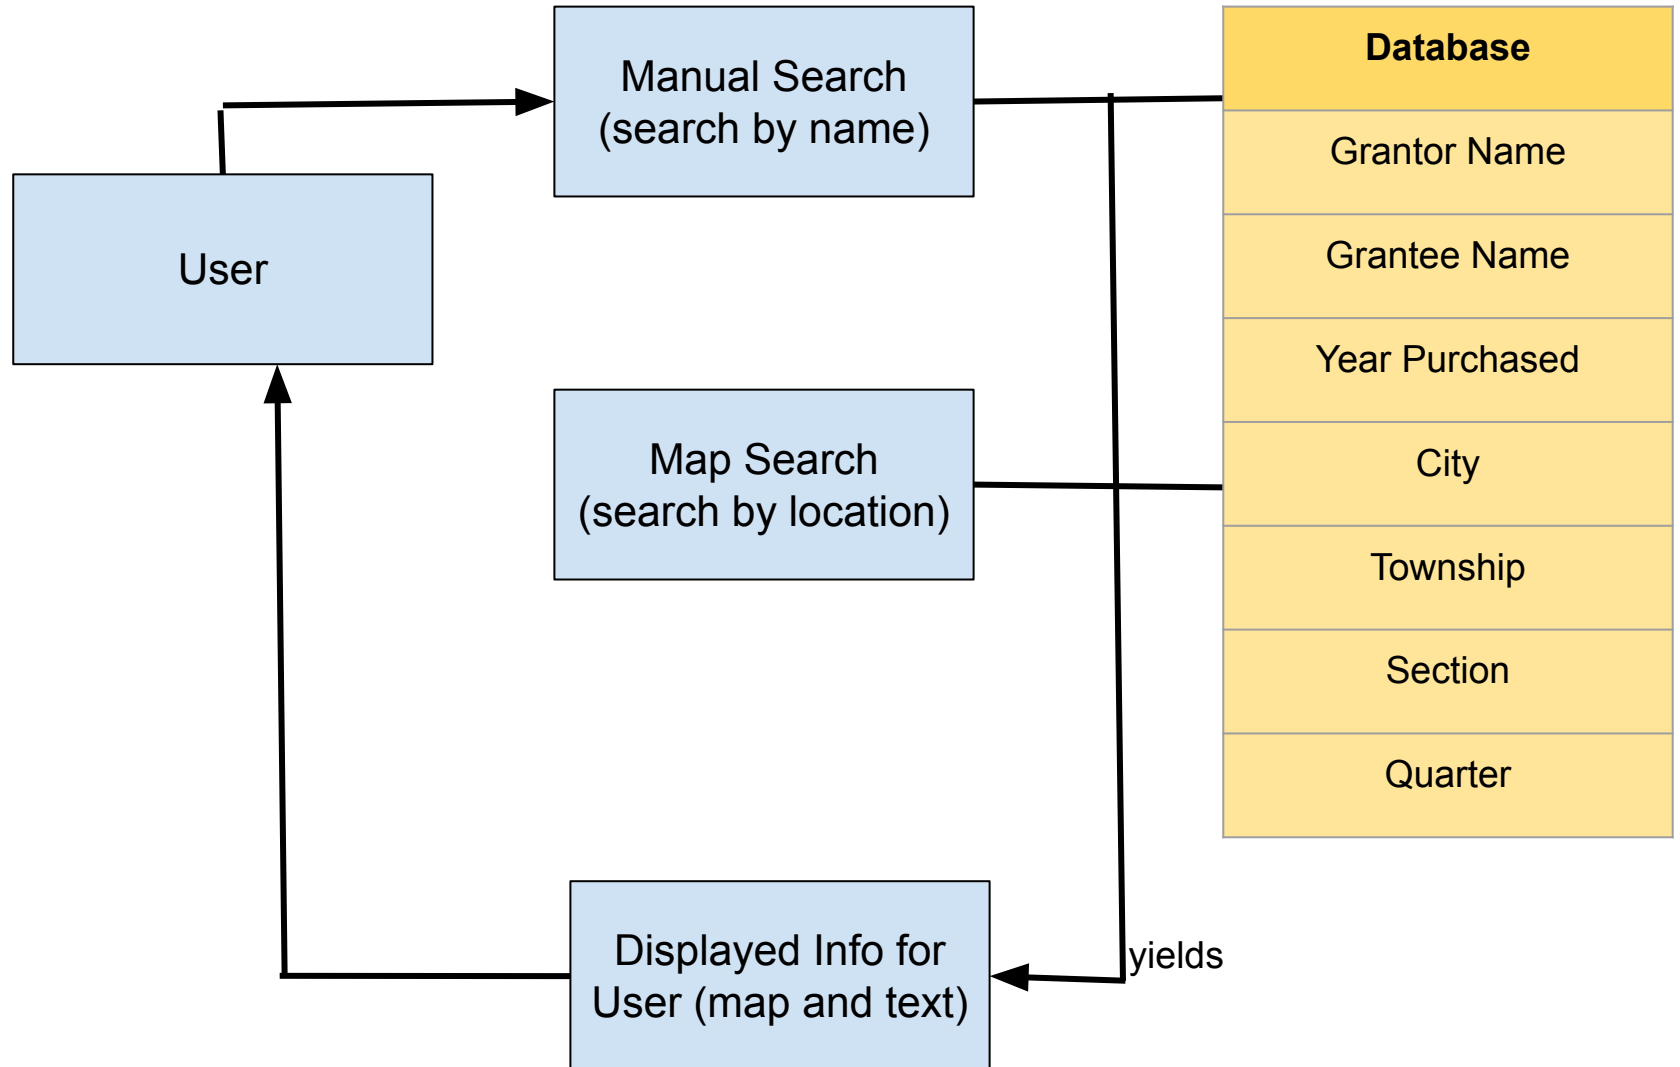 User
Manual Search
(search by name)
Map Search
(search by location)
Displayed Info for
User (map and text)
yields
Database
Grantor Name
Grantee Name
Year Purchased
City
Township
Section
Quarter